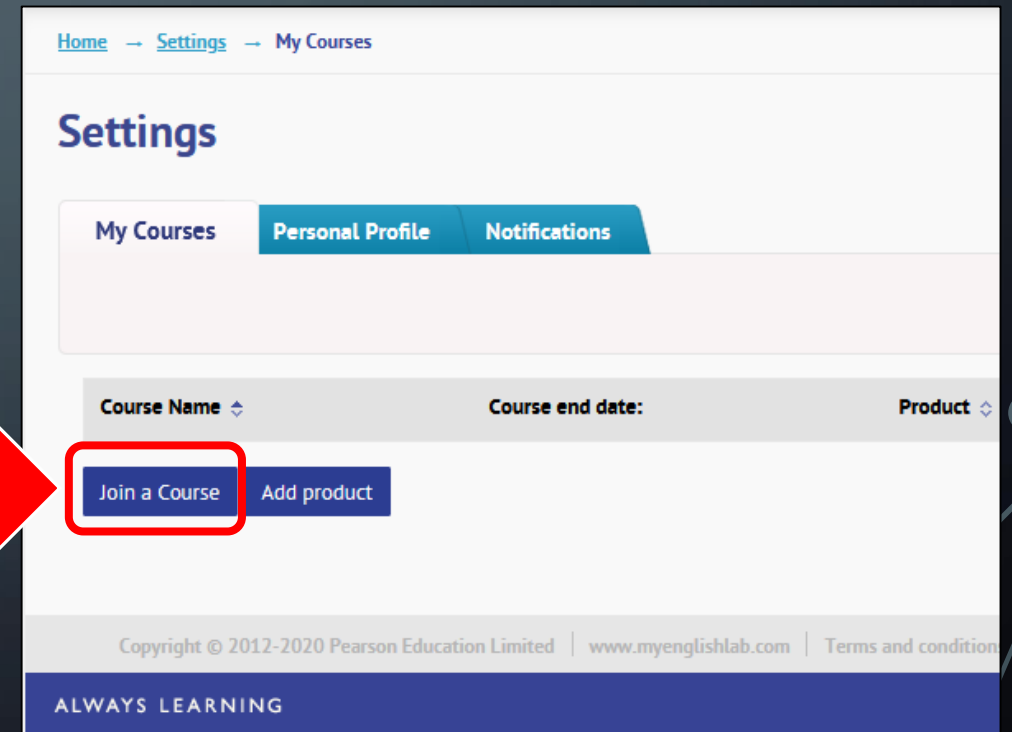 Home → Settings → My Courses
Settings
My Courses Personal Profile Notifications
Course Name Course end date: Product
Join a Course Add product
Copyright © 2012-2020 Pearson Education Limited | www.myenglishlab.com | Terms and condition
ALWAYS LEARNING